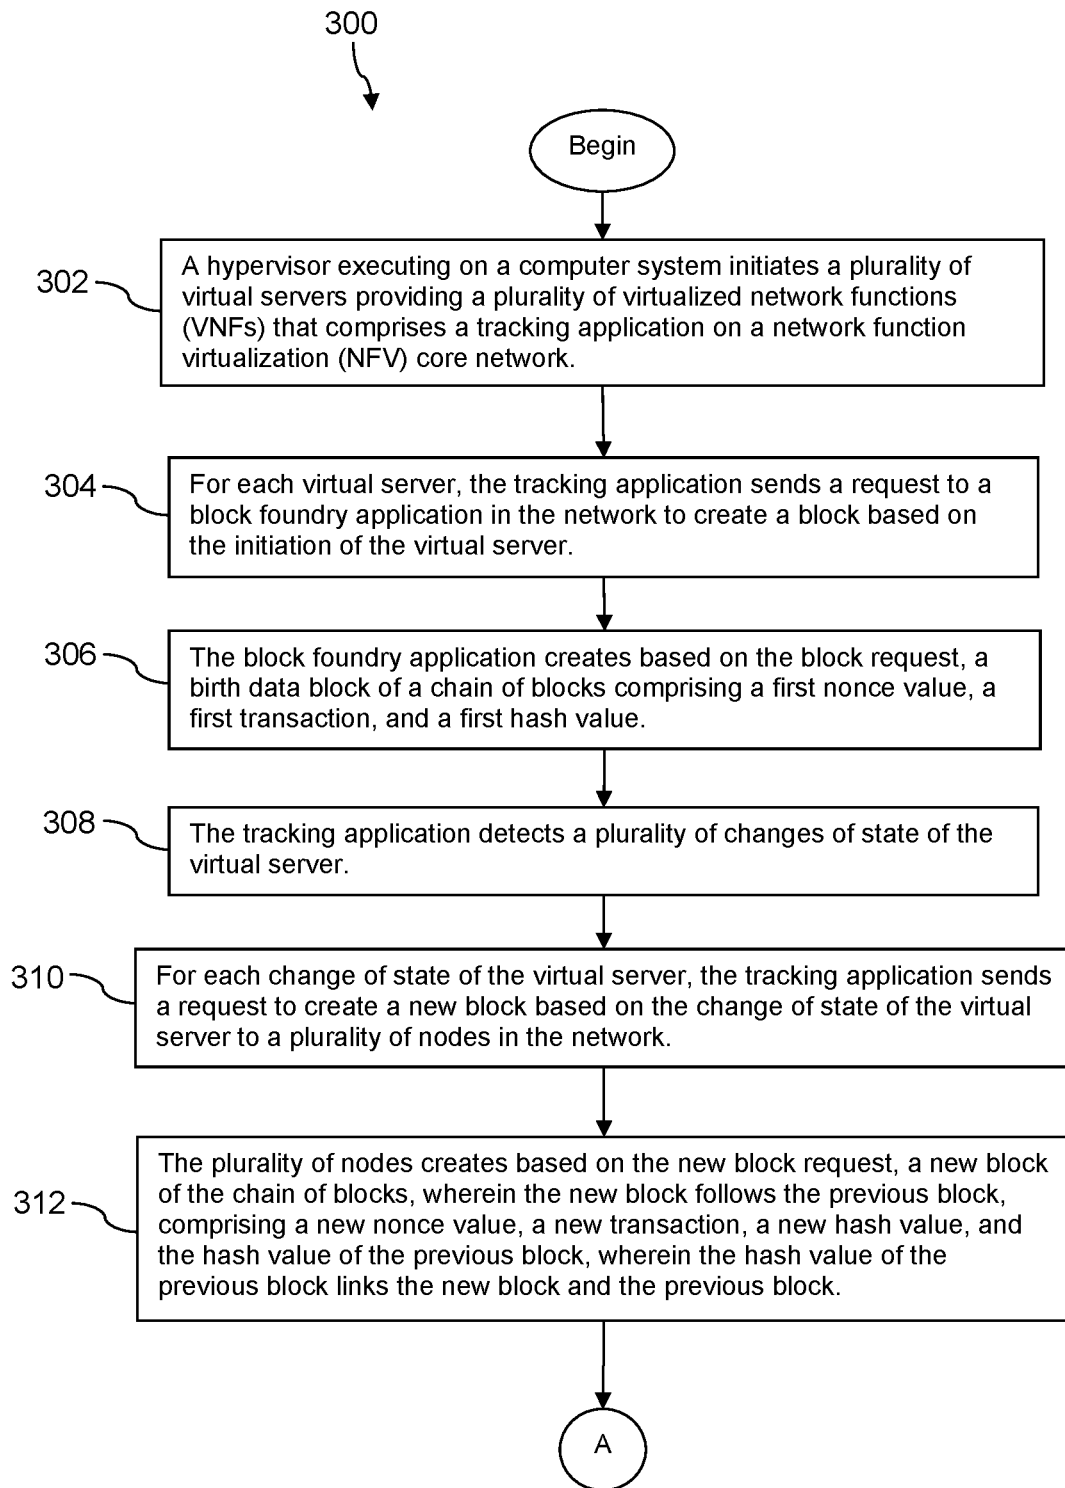 300
Begin
302
A hypervisor executing on a computer system initiates a plurality of
virtual servers providing a plurality of virtualized network functions
(VNFs) that comprises a tracking application on a network function
virtualization (NFV) core network.
304
For each virtual server, the tracking application sends a request to a
block foundry application in the network to create a block based on
the initiation of the virtual server.
306
The block foundry application creates based on the block request, a
birth data block of a chain of blocks comprising a first nonce value, a
first transaction, and a first hash value.
308
The tracking application detects a plurality of changes of state of the
virtual server.
310
For each change of state of the virtual server, the tracking application sends
a request to create a new block based on the change of state of the virtual
server to a plurality of nodes in the network.
312
The plurality of nodes creates based on the new block request, a new block
of the chain of blocks, wherein the new block follows the previous block,
comprising a new nonce value, a new transaction, a new hash value, and
the hash value of the previous block, wherein the hash value of the
previous block links the new block and the previous block.
A